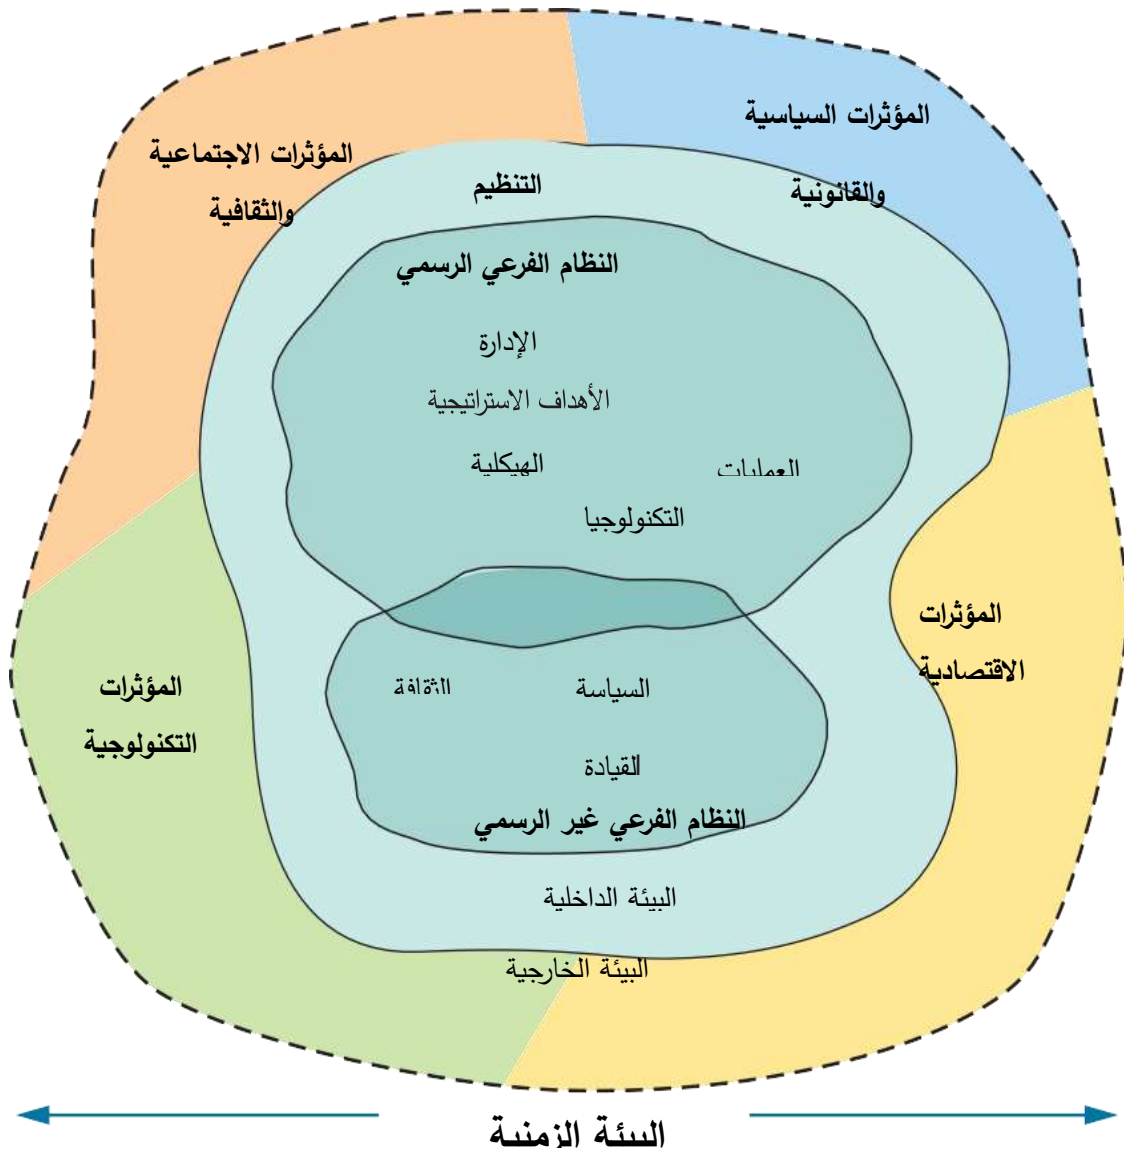 المؤثرات السياسية
والقانونية
المؤثرات الاجتماعية
والثقافية
التنظيم
النظام الفرعي الرسمي
الإدارة
الأهداف الاستراتيجية
الهيكلية
العمليات
التكنولوجيا
المؤثرات
الاقتصادية
المؤثرات
التكنولوجية
السياسة
الثقافة
القيادة
النظام الفرعي غير الرسمي
البيئة الداخلية
البيئة الخارجية
البيئة الزمنية